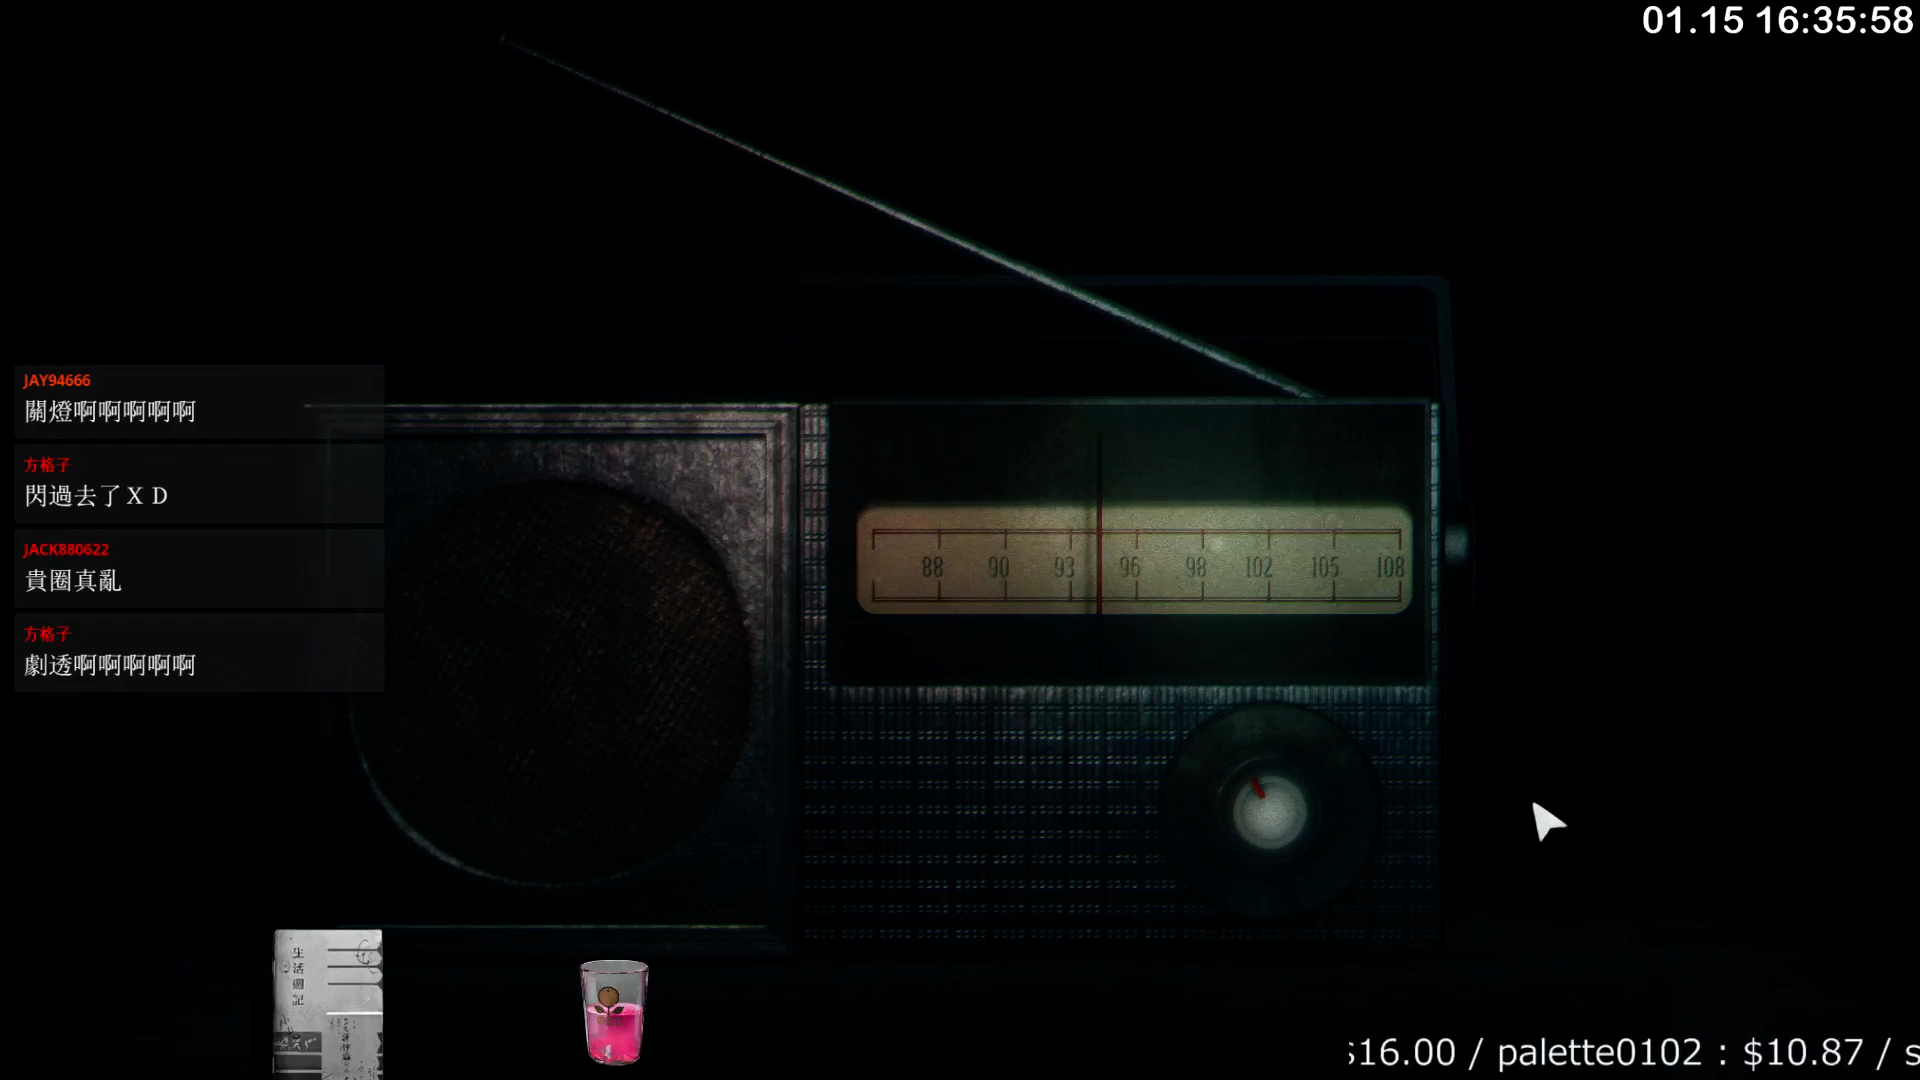 01.15 16:35:58
JAY94666
關燈啊啊啊啊啊
方格子
閃過去了ＸＤ
JACK880622
貴圈真亂
方格子
劇透啊啊啊啊啊
88 90 93 96 98 102 105 108
生活週記
$16.00 / palette0102 : $10.87 / s